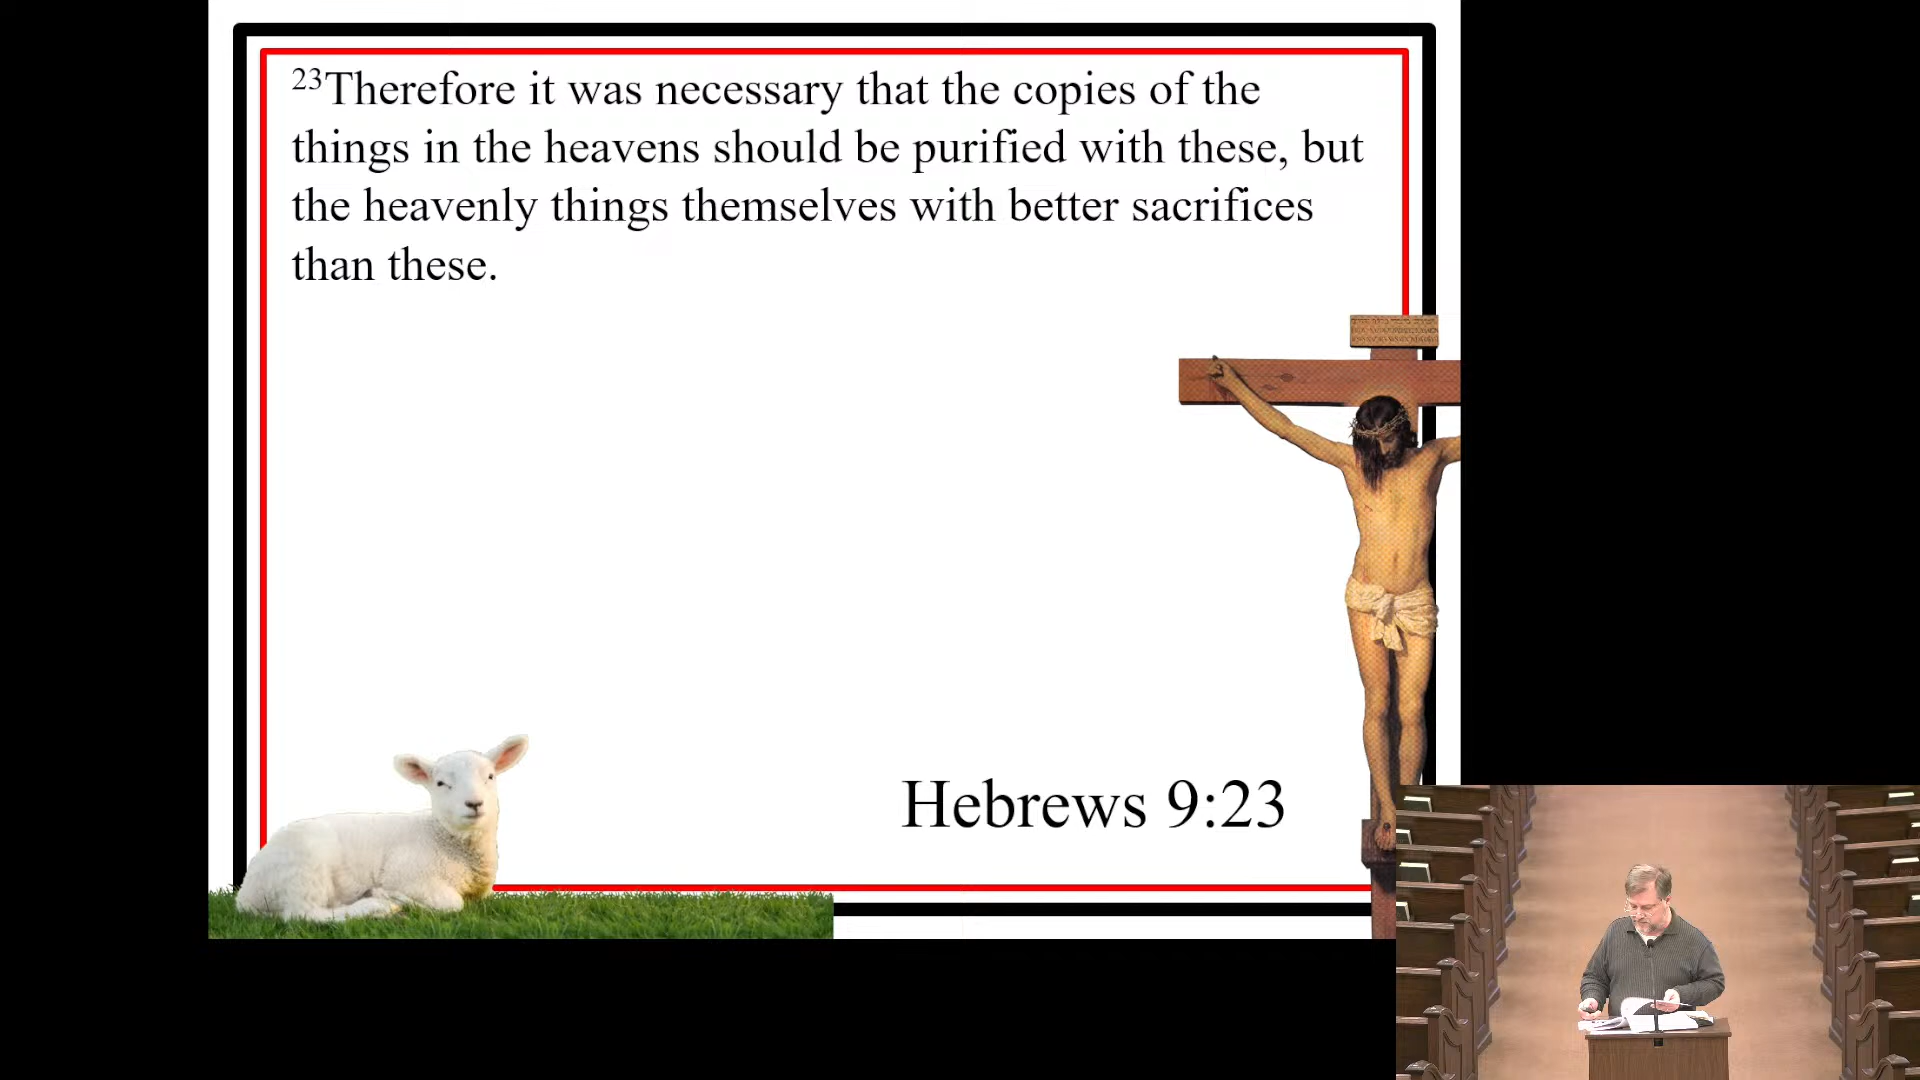 ²³Therefore it was necessary that the copies of the
things in the heavens should be purified with these, but
the heavenly things themselves with better sacrifices
than these.
Hebrews 9:23